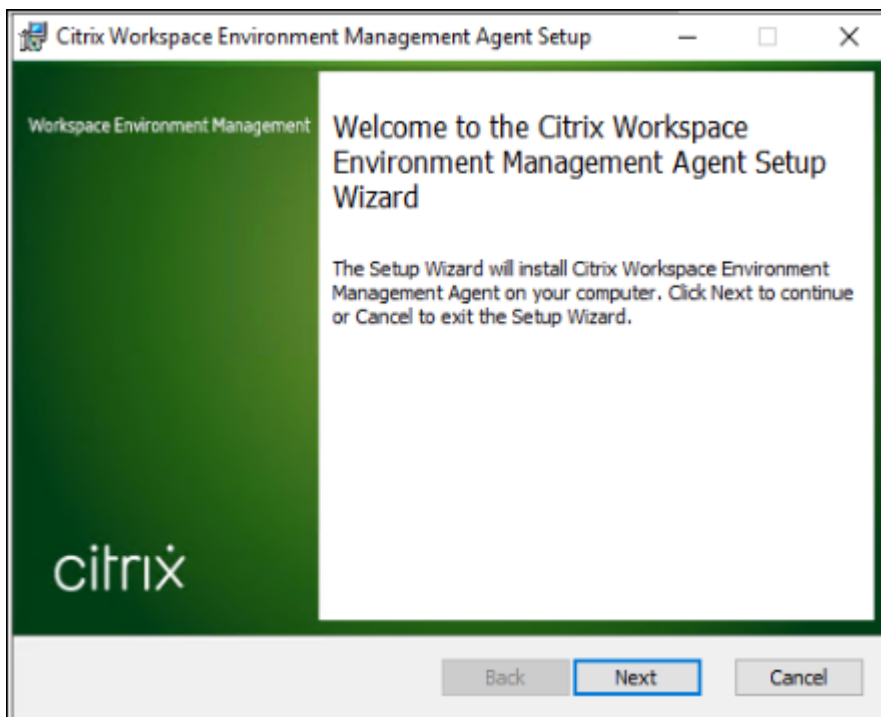 Citrix Workspace Environment Management Agent Setup
Workspace Environment Management
Welcome to the Citrix Workspace
Environment Management Agent Setup
Wizard
The Setup Wizard will install Citrix Workspace Environment
Management Agent on your computer. Click Next to continue
or Cancel to exit the Setup Wizard.
citrix
Back Next Cancel